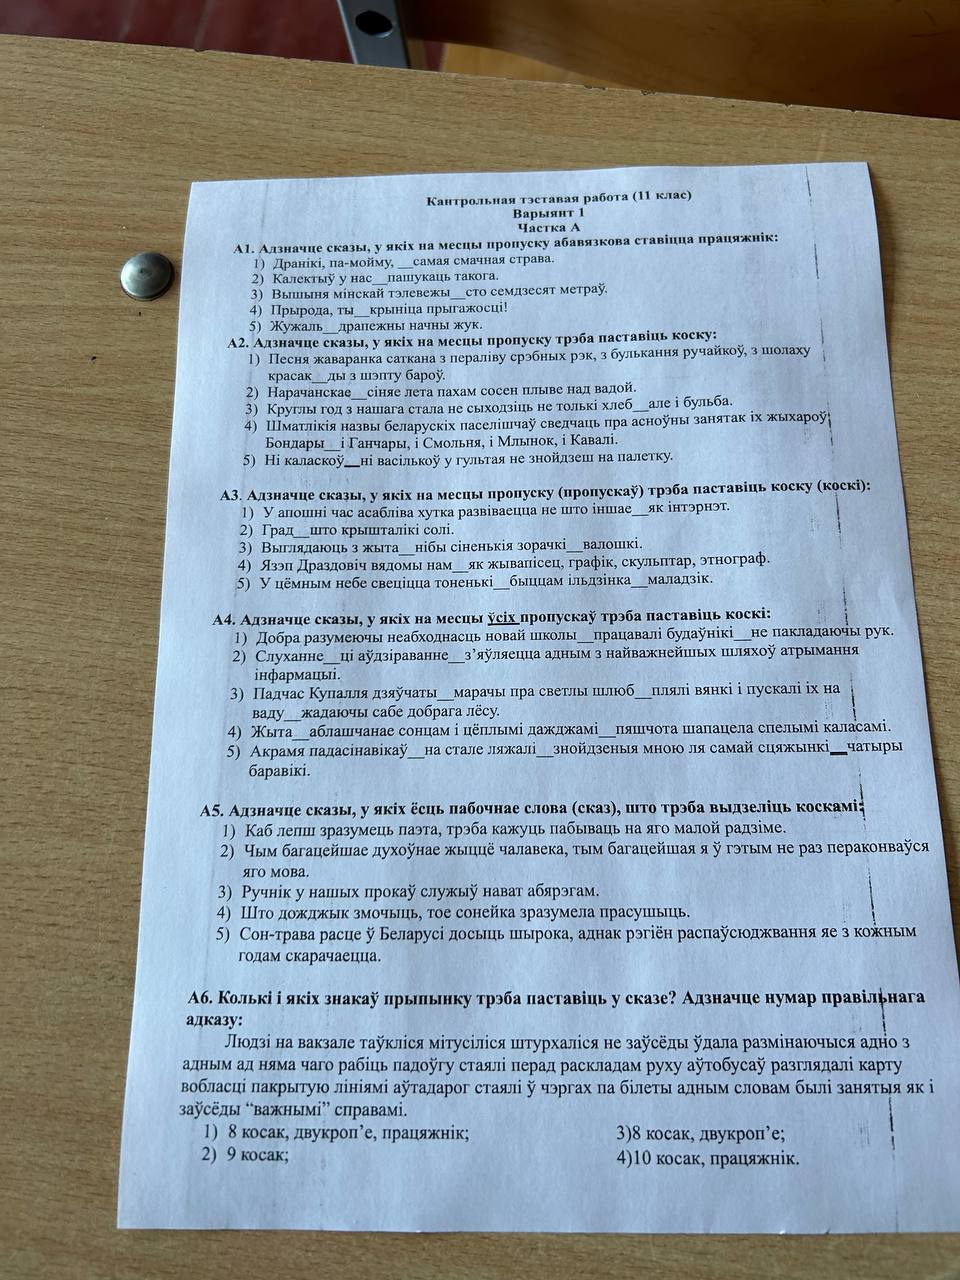 Кантрольная тэставая работа (11 клас)
Варыянт 1
Частка А
А1. Адзначце сказы, у якіх на месцы пропуску абавязкова ставіцца працяжнік:
1) Дранікі, па-мойму, __самая смачная страва.
2) Калектыў у нас__пашукаць такога.
3) Вышыня мінскай тэлевежы__сто семдзесят метраў.
4) Прырода, ты__крыніца прыгажосці!
5) Жужаль__драпежны начны жук.
А2. Адзначце сказы, у якіх на месцы пропуску трэба паставіць коску:
1) Песня жаваранка саткана з пераліву срэбных рэк, з булькання ручайкоў, з шолаху
красак__ды з шэпту бароў.
2) Нарачанскае__сіняе лета пахам сосен плыве над вадой.
3) Круглы год з нашага стала не сыходзіць не толькі хлеб__але і бульба.
4) Шматлікія назвы беларускіх паселішчаў сведчаць пра асноўны занятак іх жыхароў:
Бондары__і Ганчары, і Смольня, і Млынок, і Кавалі.
5) Ні каласкоў__ні васількоў у гультая не знойдзеш на палетку.
А3. Адзначце сказы, у якіх на месцы пропуску (пропускаў) трэба паставіць коску (коскі):
1) У апошні час асабліва хутка развіваецца не што іншае__як інтэрнэт.
2) Град__што крышталікі солі.
3) Выглядаюць з жыта__нібы сіненькія зорачкі__валошкі.
4) Язэп Драздовіч вядомы нам__як жывапісец, графік, скульптар, этнограф.
5) У цёмным небе свеціцца тоненькі__быццам ільдзінка__маладзік.
А4. Адзначце сказы, у якіх на месцы ўсіх пропускаў трэба паставіць коскі:
1) Добра разумеючы неабходнасць новай школы__працавалі будаўнікі__не пакладаючы рук.
2) Слуханне__ці аўдзіраванне__з’яўляецца адным з найважнейшых шляхоў атрымання
інфармацыі.
3) Падчас Купалля дзяўчаты__марачы пра светлы шлюб__плялі вянкі і пускалі іх на
ваду__жадаючы сабе добрага лёсу.
4) Жыта__аблашчанае сонцам і цёплымі дажджамі__пяшчота шапацела спелымі каласамі.
5) Акрамя падасінавікаў__на стале ляжалі__знойдзеныя мною ля самай сцяжынкі__чатыры
баравікі.
А5. Адзначце сказы, у якіх ёсць пабочнае слова (сказ), што трэба выдзеліць коскамі:
1) Каб лепш зразумець паэта, трэба кажуць пабываць на яго малой радзіме.
2) Чым багацейшае духоўнае жыццё чалавека, тым багацейшая я ў гэтым не раз пераконваўся
яго мова.
3) Ручнік у нашых прокаў служыў нават абярэгам.
4) Што дожджык змочыць, тое сонейка зразумела прасушыць.
5) Сон-трава расце ў Беларусі досыць шырока, аднак рэгіён распаўсюджвання яе з кожным
годам скарачаецца.
А6. Колькі і якіх знакаў прыпынку трэба паставіць у сказе? Адзначце нумар правільнага
адказу:
Людзі на вакзале таўкліся мітусіліся штурхаліся не заўсёды ўдала размінаючыся адно з
адным ад няма чаго рабіць падоўгу стаялі перад раскладам руху аўтобусаў разглядалі карту
вобласці пакрытую лініямі аўтадарог стаялі ў чэргах па білеты адным словам былі занятыя як і
заўсёды “важнымі” справамі.
1) 8 косак, двукроп’е, працяжнік; 3)8 косак, двукроп’е;
2) 9 косак; 4)10 косак, працяжнік.